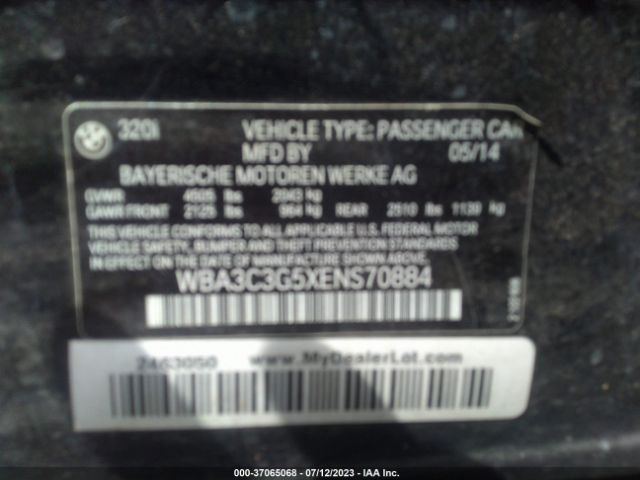 320i VEHICLE TYPE: PASSENGER CAR
MFD BY 05/14
BAYERISCHE MOTOREN WERKE AG
GVWR 4505 lbs 2043 kg
GAWR FRONT 2125 lbs 964 kg REAR 2510 lbs 1139 kg
THIS VEHICLE CONFORMS TO ALL APPLICABLE U.S. FEDERAL MOTOR
VEHICLE SAFETY, BUMPER AND THEFT PREVENTION STANDARDS
IN EFFECT ON THE DATE OF MANUFACTURE SHOWN ABOVE.
WBA3C3G5XENS70884
2463050 www.MyDealerLot.com
000-37065068 - 07/12/2023 - IAA Inc.